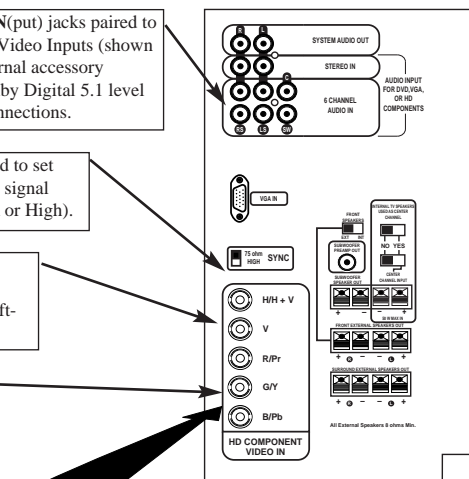 N(put) jacks paired to
Video Inputs (shown
rnal accessory
by Digital 5.1 level
nnections.
d to set
signal
or High).
ft-
R L
SYSTEM AUDIO OUT
STEREO IN
C
6 CHANNEL
AUDIO IN
RS LS SW
AUDIO INPUT
FOR DVD,VGA,
OR HD
COMPONENTS
VGA IN
75 ohm
HIGH
SYNC
H/H + V
V
R/Pr
G/Y
B/Pb
HD COMPONENT
VIDEO IN
FRONT
SPEAKERS
EXT INT
INTERNAL TV SPEAKERS
USED AS CENTER
CHANNEL
NO YES
SUBWOOFER
PREAMP OUT
CENTER
CHANNEL INPUT
SUBWOOFER
SPEAKER OUT
+ – – +
FRONT EXTERNAL SPEAKERS OUT
+ R – – L +
SURROUND EXTERNAL SPEAKERS OUT
+ R – – L +
All External Speakers 8 ohms Min.